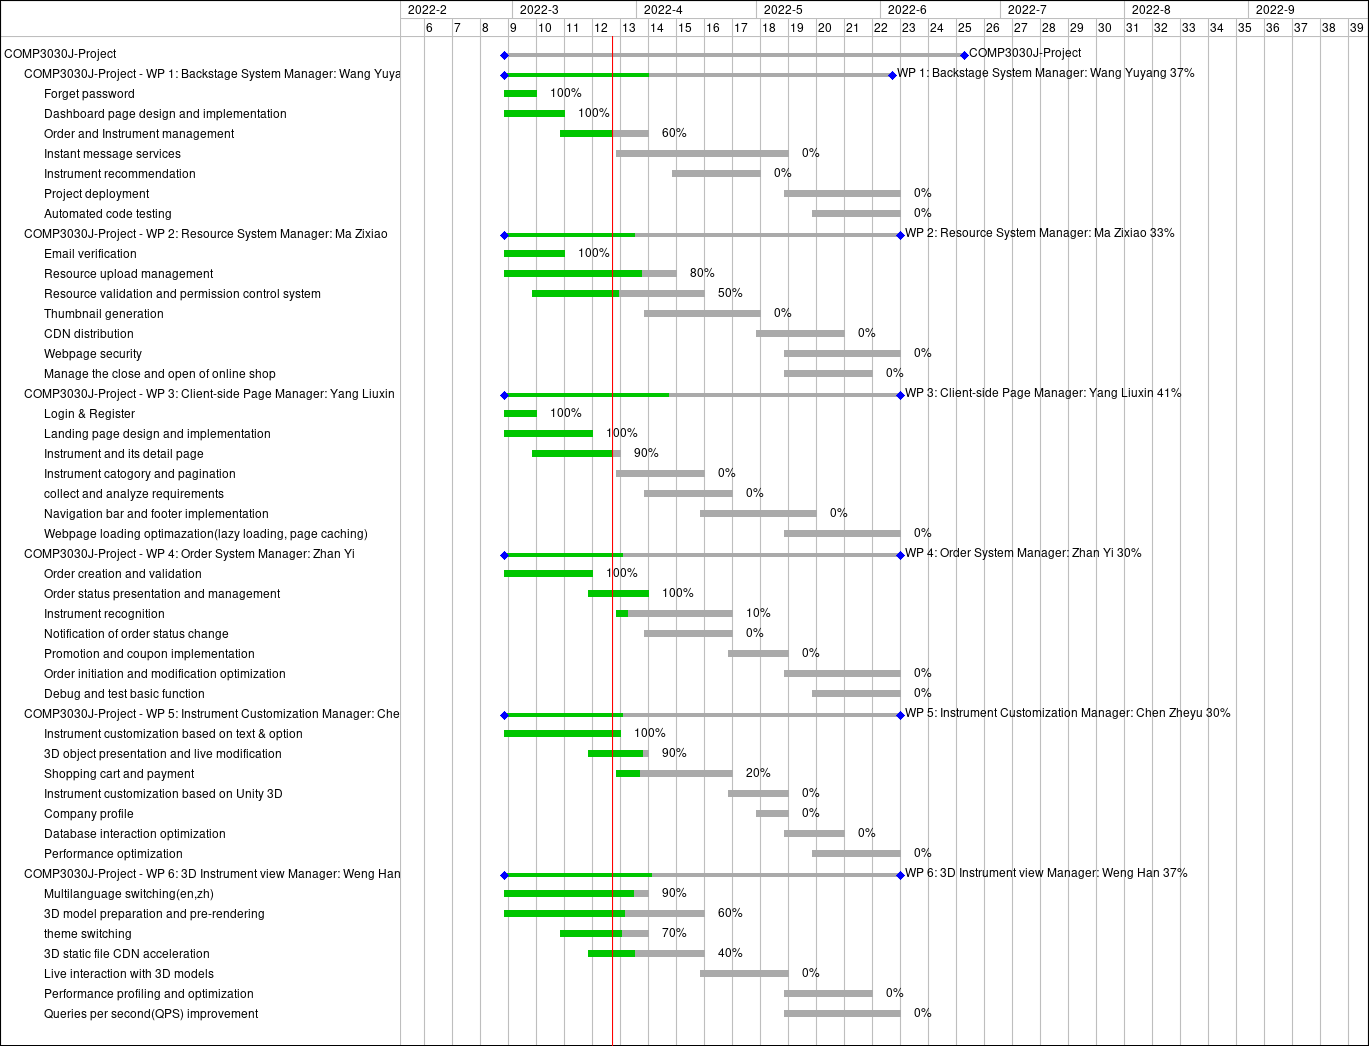 2022-2 2022-3 2022-4 2022-5 2022-6 2022-7 2022-8 2022-9
6 7 8 9 10 11 12 13 14 15 16 17 18 19 20 21 22 23 24 25 26 27 28 29 30 31 32 33 34 35 36 37 38 39
COMP3030J-Project COMP3030J-Project
COMP3030J-Project - WP 1: Backstage System Manager: Wang Yuya WP 1: Backstage System Manager: Wang Yuyang 37%
Forget password 100%
Dashboard page design and implementation 100%
Order and Instrument management 60%
Instant message services 0%
Instrument recommendation 0%
Project deployment 0%
Automated code testing 0%
COMP3030J-Project - WP 2: Resource System Manager: Ma Zixiao WP 2: Resource System Manager: Ma Zixiao 33%
Email verification 100%
Resource upload management 80%
Resource validation and permission control system 50%
Thumbnail generation 0%
CDN distribution 0%
Webpage security 0%
Manage the close and open of online shop 0%
COMP3030J-Project - WP 3: Client-side Page Manager: Yang Liuxin WP 3: Client-side Page Manager: Yang Liuxin 41%
Login & Register 100%
Landing page design and implementation 100%
Instrument and its detail page 90%
Instrument catogory and pagination 0%
collect and analyze requirements 0%
Navigation bar and footer implementation 0%
Webpage loading optimazation(lazy loading, page caching) 0%
COMP3030J-Project - WP 4: Order System Manager: Zhan Yi WP 4: Order System Manager: Zhan Yi 30%
Order creation and validation 100%
Order status presentation and management 100%
Instrument recognition 10%
Notification of order status change 0%
Promotion and coupon implementation 0%
Order initiation and modification optimization 0%
Debug and test basic function 0%
COMP3030J-Project - WP 5: Instrument Customization Manager: Che WP 5: Instrument Customization Manager: Chen Zheyu 30%
Instrument customization based on text & option 100%
3D object presentation and live modification 90%
Shopping cart and payment 20%
Instrument customization based on Unity 3D 0%
Company profile 0%
Database interaction optimization 0%
Performance optimization 0%
COMP3030J-Project - WP 6: 3D Instrument view Manager: Weng Han WP 6: 3D Instrument view Manager: Weng Han 37%
Multilanguage switching(en,zh) 90%
3D model preparation and pre-rendering 60%
theme switching 70%
3D static file CDN acceleration 40%
Live interaction with 3D models 0%
Performance profiling and optimization 0%
Queries per second(QPS) improvement 0%